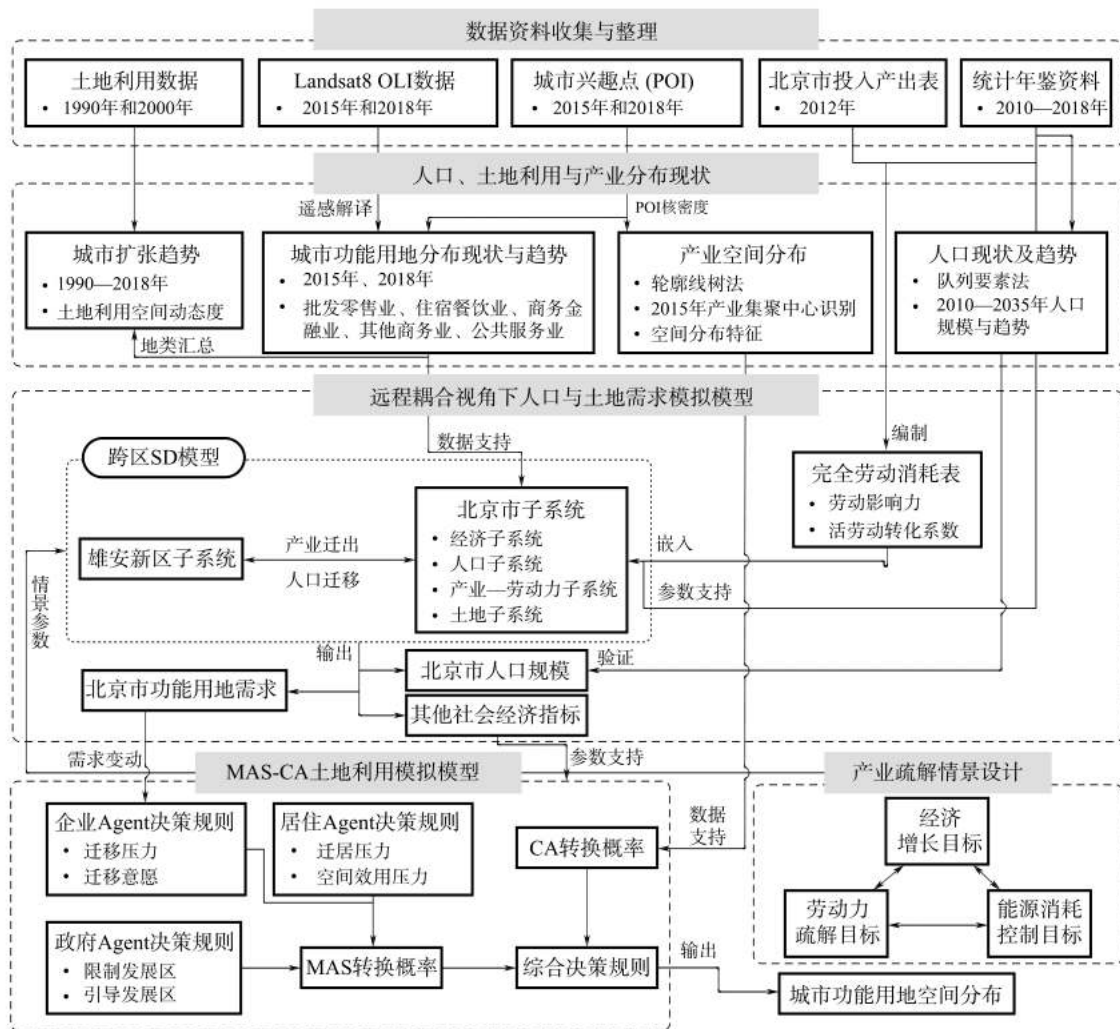 数据资料收集与整理
土地利用数据
• 1990年和2000年
Landsat8 OLI数据
• 2015年和2018年
城市兴趣点 (POI)
• 2015年和2018年
北京市投入产出表
• 2012年
统计年鉴资料
• 2010—2018年
人口、土地利用与产业分布现状
遥感解译
POI核密度
城市扩张趋势
• 1990—2018年
• 土地利用空间动态度
城市功能用地分布现状与趋势
• 2015年、2018年
• 批发零售业、住宿餐饮业、商务金
融业、其他商务业、公共服务业
产业空间分布
• 轮廓线树法
• 2015年产业集聚中心识别
• 空间分布特征
人口现状及趋势
• 队列要素法
• 2010—2035年人口
规模与趋势
地类汇总
远程耦合视角下人口与土地需求模拟模型
数据支持
编制
跨区SD模型
完全劳动消耗表
• 劳动影响力
• 活劳动转化系数
北京市子系统
• 经济子系统
• 人口子系统
• 产业—劳动力子系统
• 土地子系统
雄安新区子系统
产业迁出
人口迁移
嵌入
参数支持
情景参数
输出
北京市人口规模
验证
北京市功能用地需求
其他社会经济指标
需求变动
参数支持
MAS-CA土地利用模拟模型
产业疏解情景设计
企业Agent决策规则
• 迁移压力
• 迁移意愿
居住Agent决策规则
• 迁居压力
• 空间效用压力
CA转换概率
数据
支持
经济
增长目标
劳动力
疏解目标
能源消耗
控制目标
政府Agent决策规则
• 限制发展区
• 引导发展区
MAS转换概率
综合决策规则
输出
城市功能用地空间分布